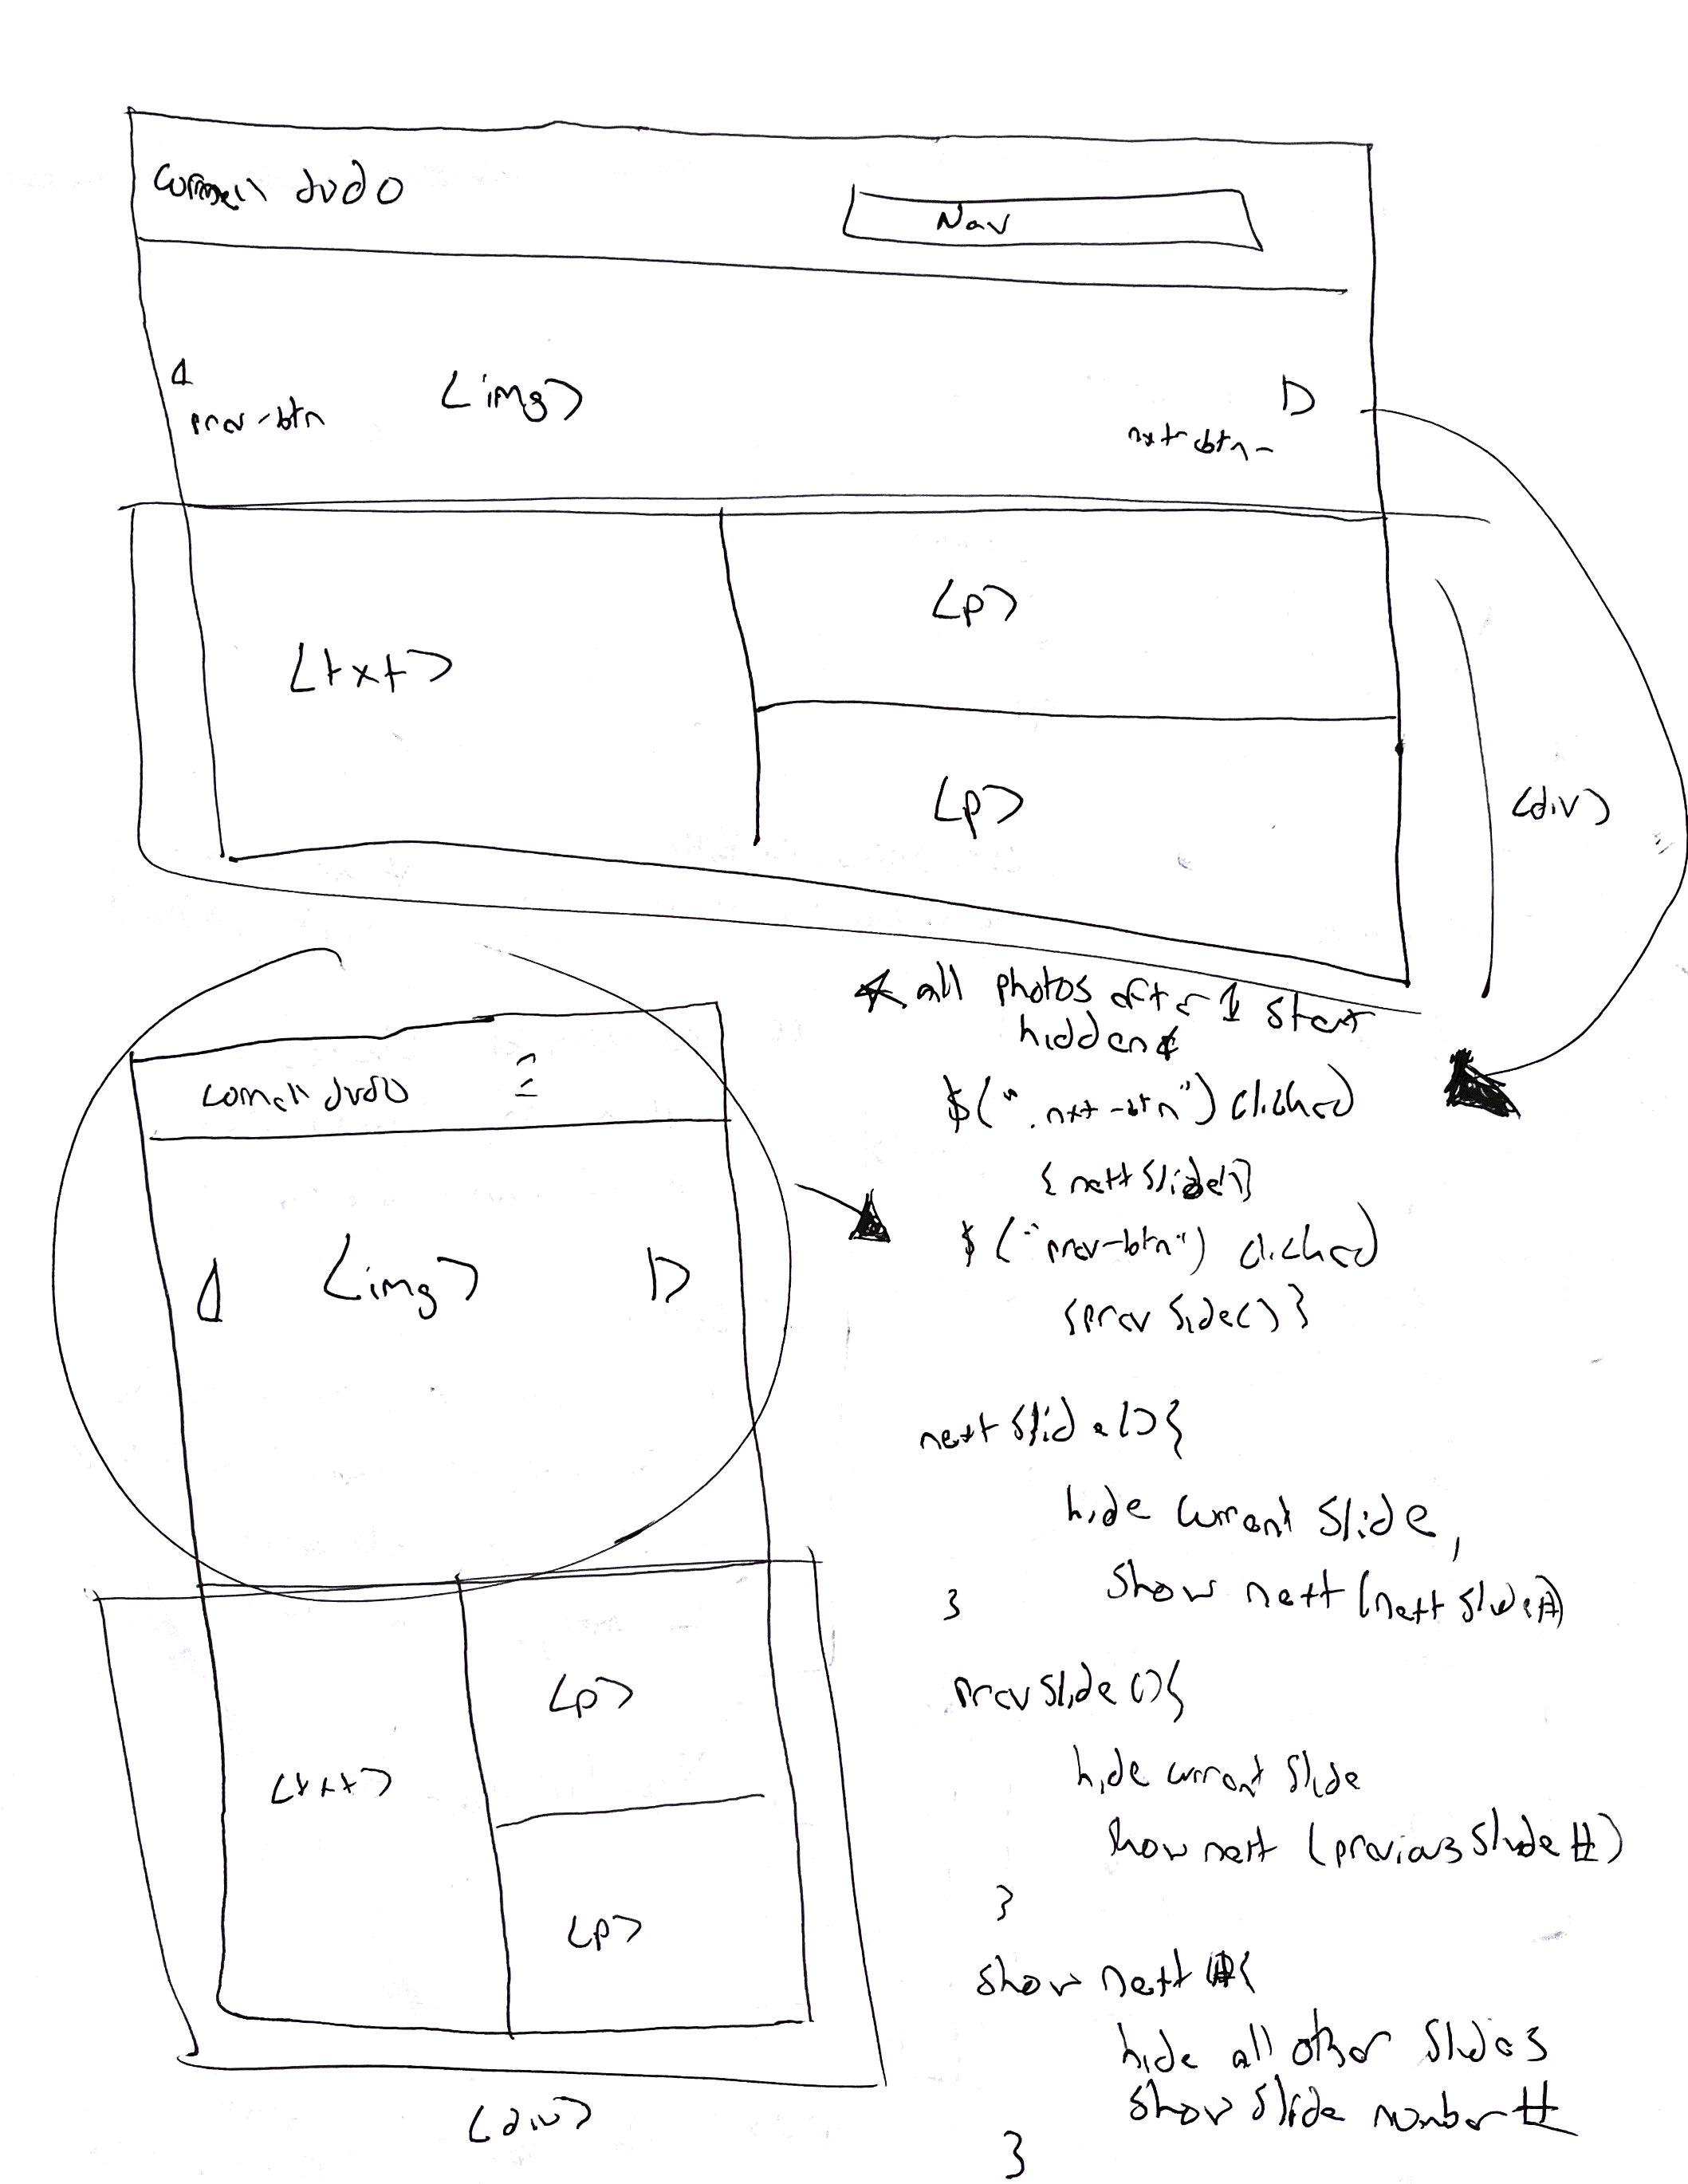 Cornell Judo
Nav
<img>
prev-btn
nxt-btn-
<txt>
<p>
<p>
<div>
* all photos after 1 start
hidden *
$(".nxt-btn") clicked
{nextSlide()}
$("prev-btn") clicked
{prevSlide()}
nextSlide(){
hide current slide,
show next (next slide #)
}
prevSlide(){
hide current slide
show next (previous slide #)
}
show next #{
hide all other slides
show slide number #
}
Cornell Judo
<img>
<txt>
<p>
<p>
<div>